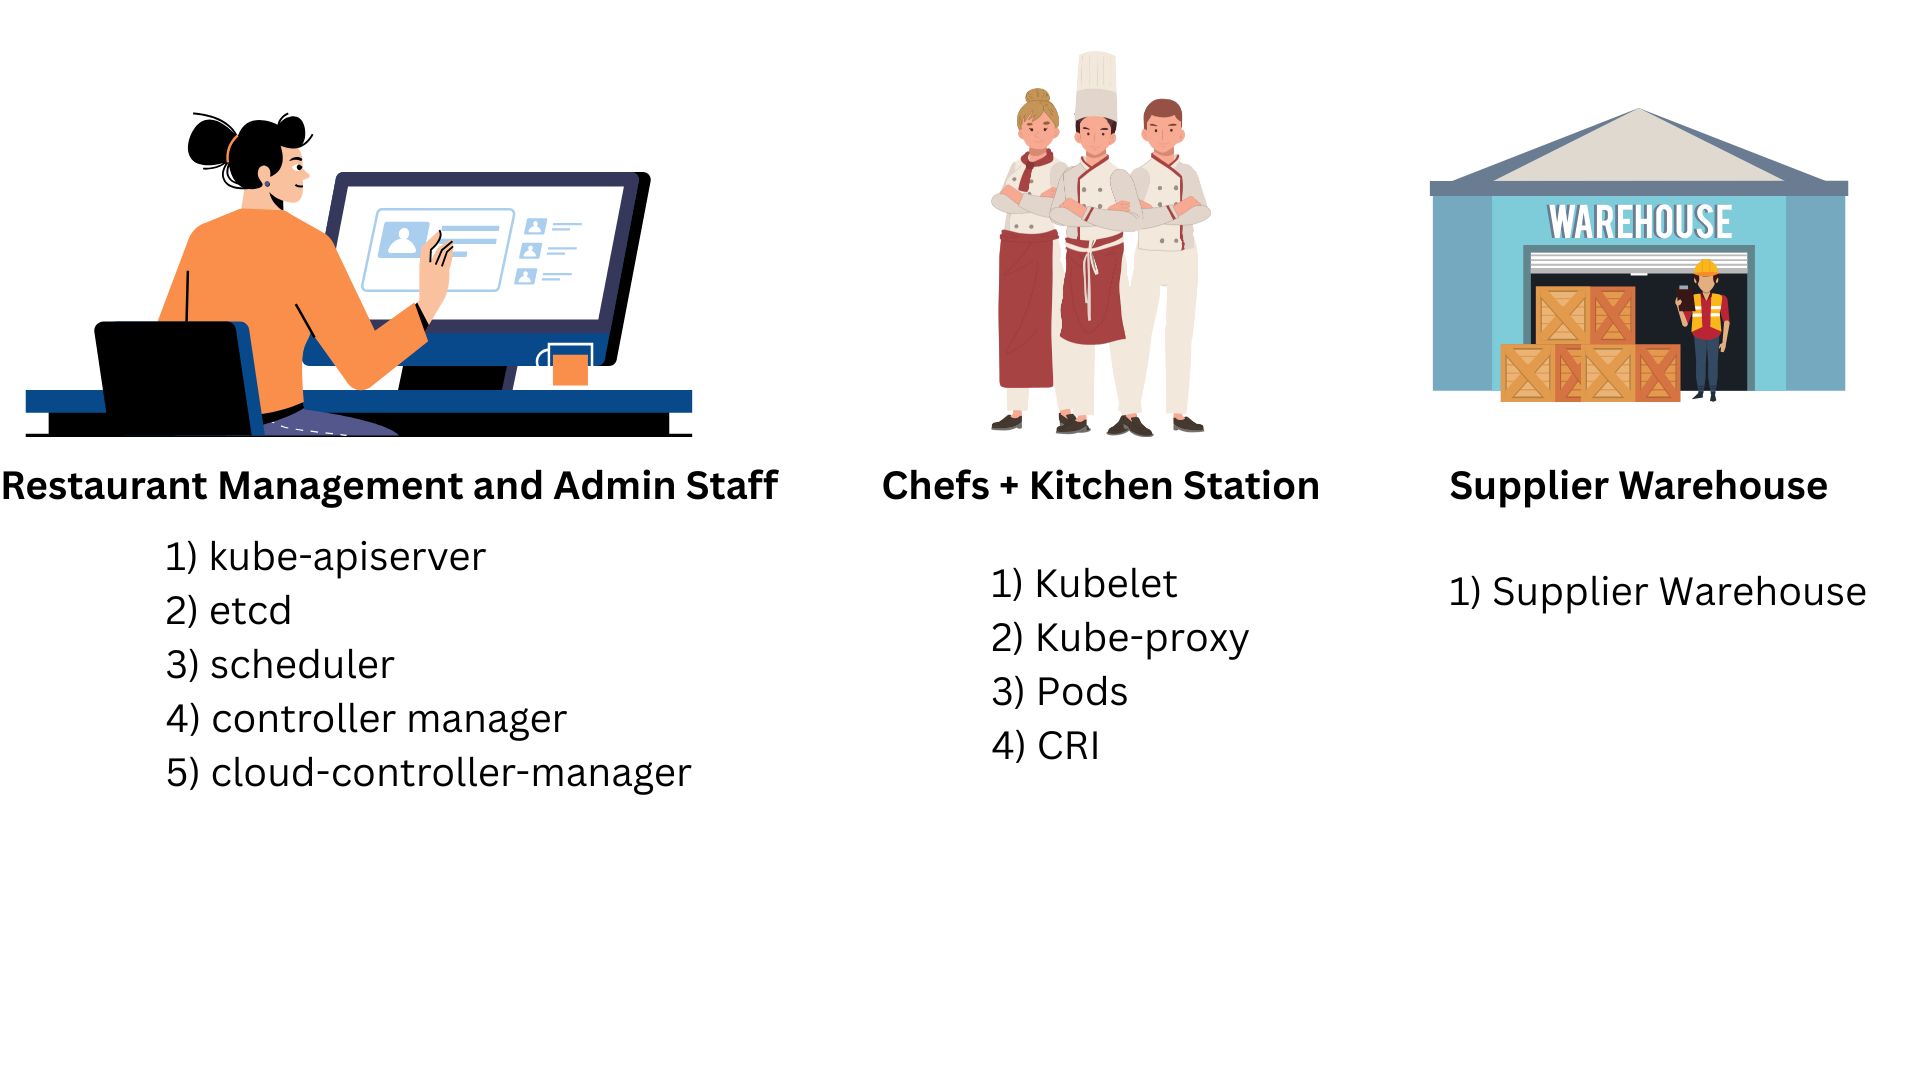 WAREHOUSE
Restaurant Management and Admin Staff
1) kube-apiserver
2) etcd
3) scheduler
4) controller manager
5) cloud-controller-manager
Chefs + Kitchen Station
1) Kubelet
2) Kube-proxy
3) Pods
4) CRI
Supplier Warehouse
1) Supplier Warehouse